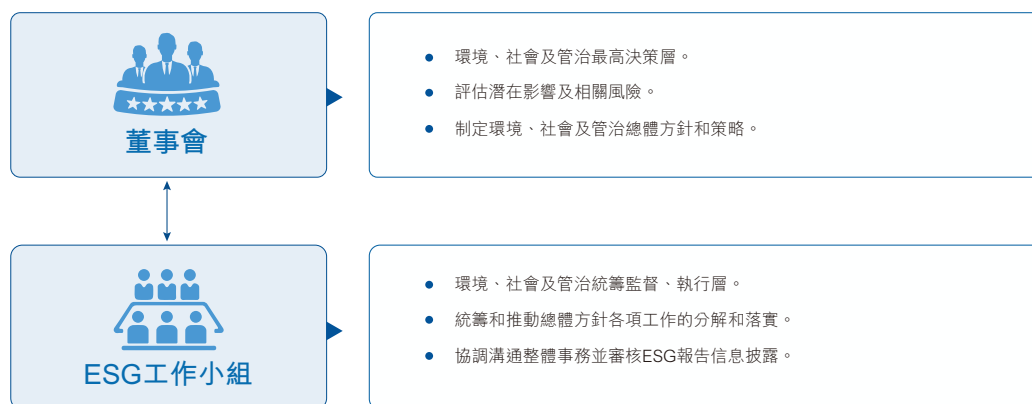 董事會
環境、社會及管治最高決策層。
評估潛在影響及相關風險。
制定環境、社會及管治總體方針和策略。
ESG工作小組
環境、社會及管治統籌監督、執行層。
統籌和推動總體方針各項工作的分解和落實。
協調溝通整體事務並審核ESG報告信息披露。